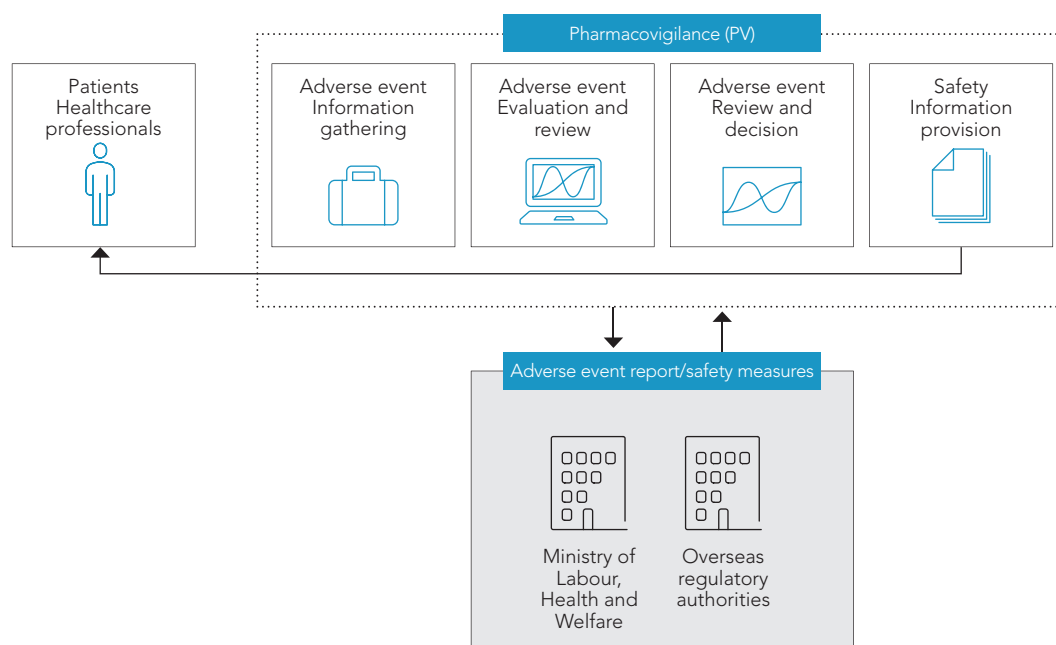 Pharmacovigilance (PV)
Patients
Healthcare
professionals
Adverse event
Information
gathering
Adverse event
Evaluation and
review
Adverse event
Review and
decision
Safety
Information
provision
Adverse event report/safety measures
Ministry of
Labour,
Health and
Welfare
Overseas
regulatory
authorities